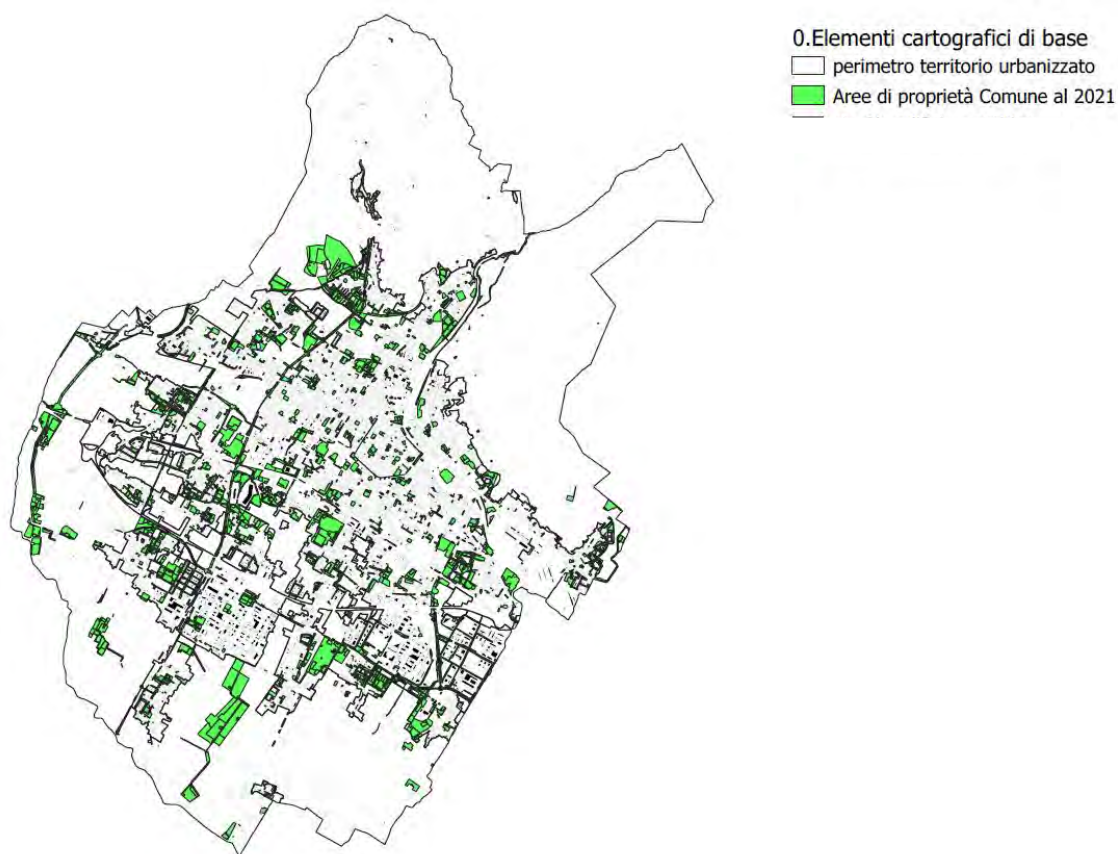 0.Elementi cartografici di base
perimetro territorio urbanizzato
Aree di proprietà Comune al 2021